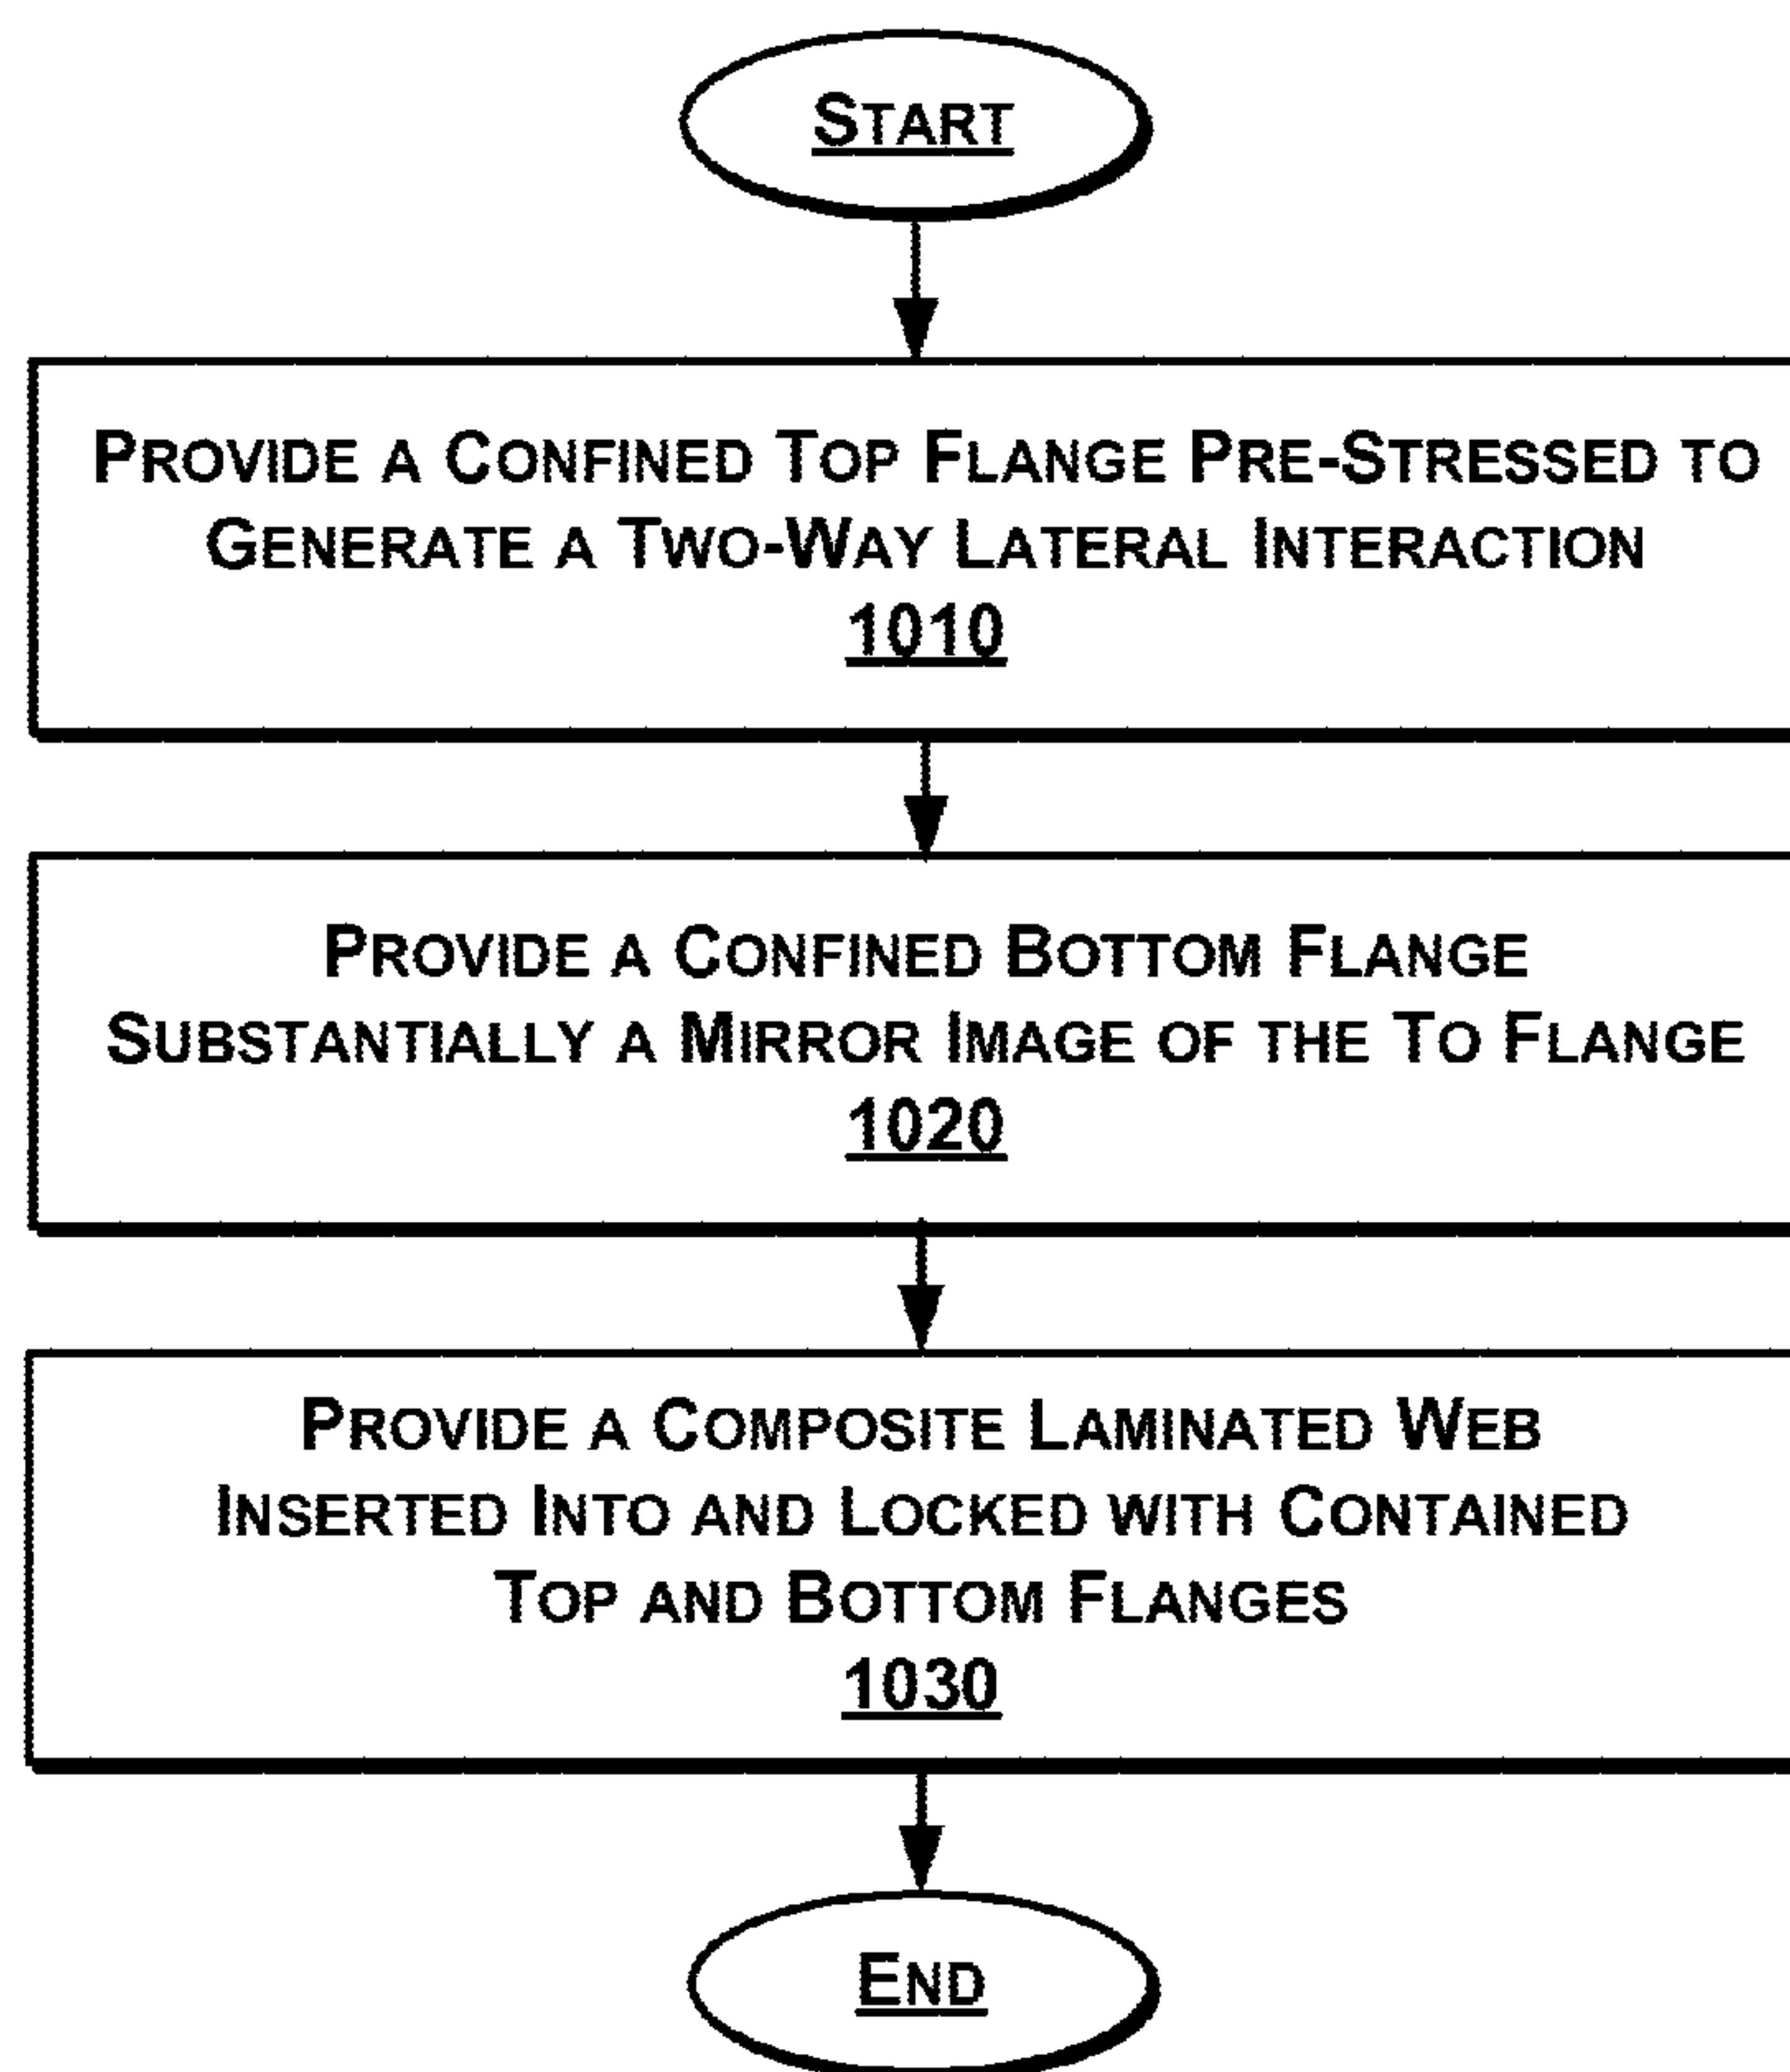 START
PROVIDE A CONFINED TOP FLANGE PRE-STRESSED TO
GENERATE A TWO-WAY LATERAL INTERACTION
1010
PROVIDE A CONFINED BOTTOM FLANGE
SUBSTANTIALLY A MIRROR IMAGE OF THE TO FLANGE
1020
PROVIDE A COMPOSITE LAMINATED WEB
INSERTED INTO AND LOCKED WITH CONTAINED
TOP AND BOTTOM FLANGES
1030
END